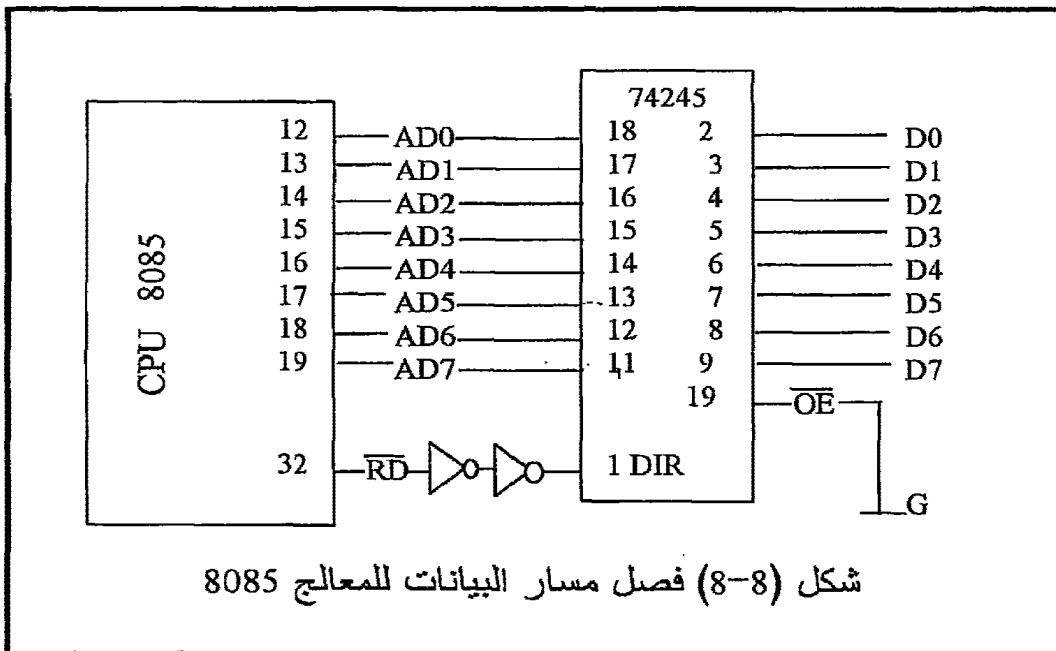 74245
CPU 8085
12 AD0 18 2 D0
13 AD1 17 3 D1
14 AD2 16 4 D2
15 AD3 15 5 D3
16 AD4 14 6 D4
17 AD5 13 7 D5
18 AD6 12 8 D6
19 AD7 11 9 D7
19 O̅E̅
32 R̅D̅ 1 DIR
G
شكل (8-8) فصل مسار البيانات للمعالج 8085